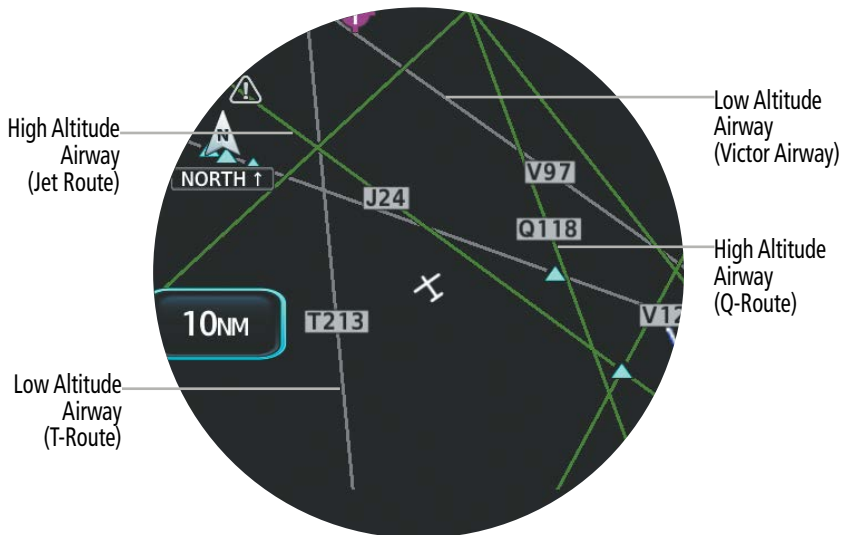 High Altitude
Airway
(Jet Route)
Low Altitude
Airway
(Victor Airway)
N
NORTH ↑
V97
J24
Q118
High Altitude
Airway
(Q-Route)
10NM
T213
V12
Low Altitude
Airway
(T-Route)